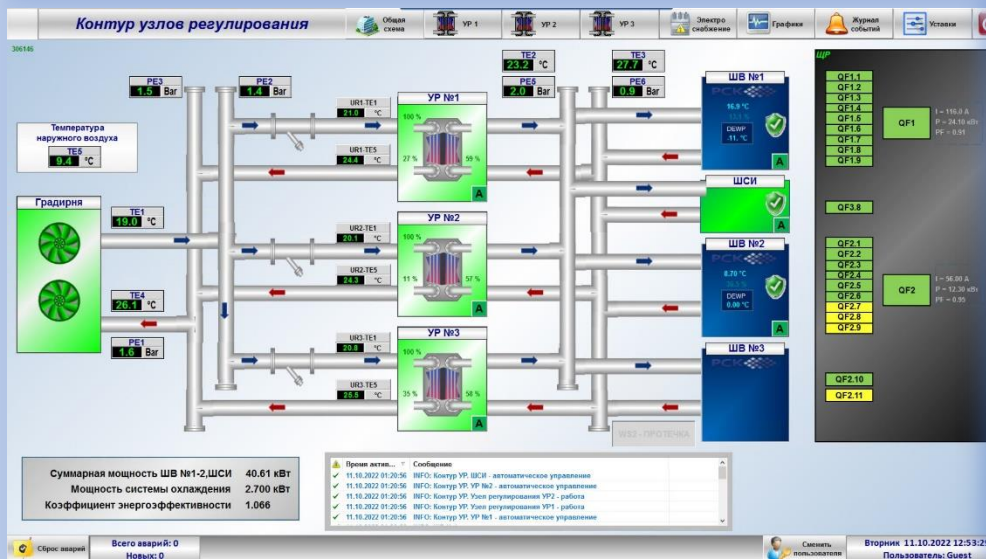 Контур узлов регулирования
Общая
схема
УР 1
УР 2
УР 3
Электро
снабжение
Графики
Журнал
событий
Уставки
306146
TE2
23.2 °C
TE3
27.7 °C
PE3
1.5 Bar
PE2
1.4 Bar
PE5
2.0 Bar
PE6
0.9 Bar
Температура
наружного воздуха
TE5
9.4 °C
Градирня
TE1
19.0 °C
TE4
26.1 °C
PE1
1.6 Bar
UR1-TE1
21.0 °C
UR1-TE5
24.4 °C
УР №1
100 %
27 % 59 %
A
UR2-TE1
20.1 °C
UR2-TE5
24.3 °C
УР №2
100 %
11 % 57 %
A
UR3-TE1
20.8 °C
UR3-TE5
25.5 °C
УР №3
100 %
35 % 58 %
A
ШВ №1
РСК
16.9 °C
DEWP
-11. °C
A
ШСИ
A
ШВ №2
РСК
8.70 °C
DEWP
0.00 °C
A
ШВ №3
WS2 - ПРОТЕЧКА
ЩР
QF1.1
QF1.2
QF1.3
QF1.4
QF1.5
QF1.6
QF1.7
QF1.8
QF1.9
QF1
I = 116.0 A
P = 24.10 кВт
PF = 0.91
QF3.8
QF2.1
QF2.2
QF2.3
QF2.4
QF2.5
QF2.6
QF2.7
QF2.8
QF2.9
QF2
I = 56.00 A
P = 12.30 кВт
PF = 0.95
QF2.10
QF2.11
Суммарная мощность ШВ №1-2,ШСИ 40.61 кВт
Мощность системы охлаждения 2.700 кВт
Коэффициент энергоэффективности 1.066
Время актив... Сообщение
11.10.2022 01:20:56 INFO: Контур УР. ШСИ - автоматическое управление
11.10.2022 01:20:56 INFO: Контур УР. УР №2 - автоматическое управление
11.10.2022 01:20:56 INFO: Контур УР. Узел регулирования УР2 - работа
11.10.2022 01:20:56 INFO: Контур УР. Узел регулирования УР1 - работа
11.10.2022 01:20:56 INFO: Контур УР. УР №1 - автоматическое управление
Сброс аварий
Всего аварий: 0
Новых: 0
Сменить
пользователя
Вторник 11.10.2022 12:53:29
Пользователь: Guest